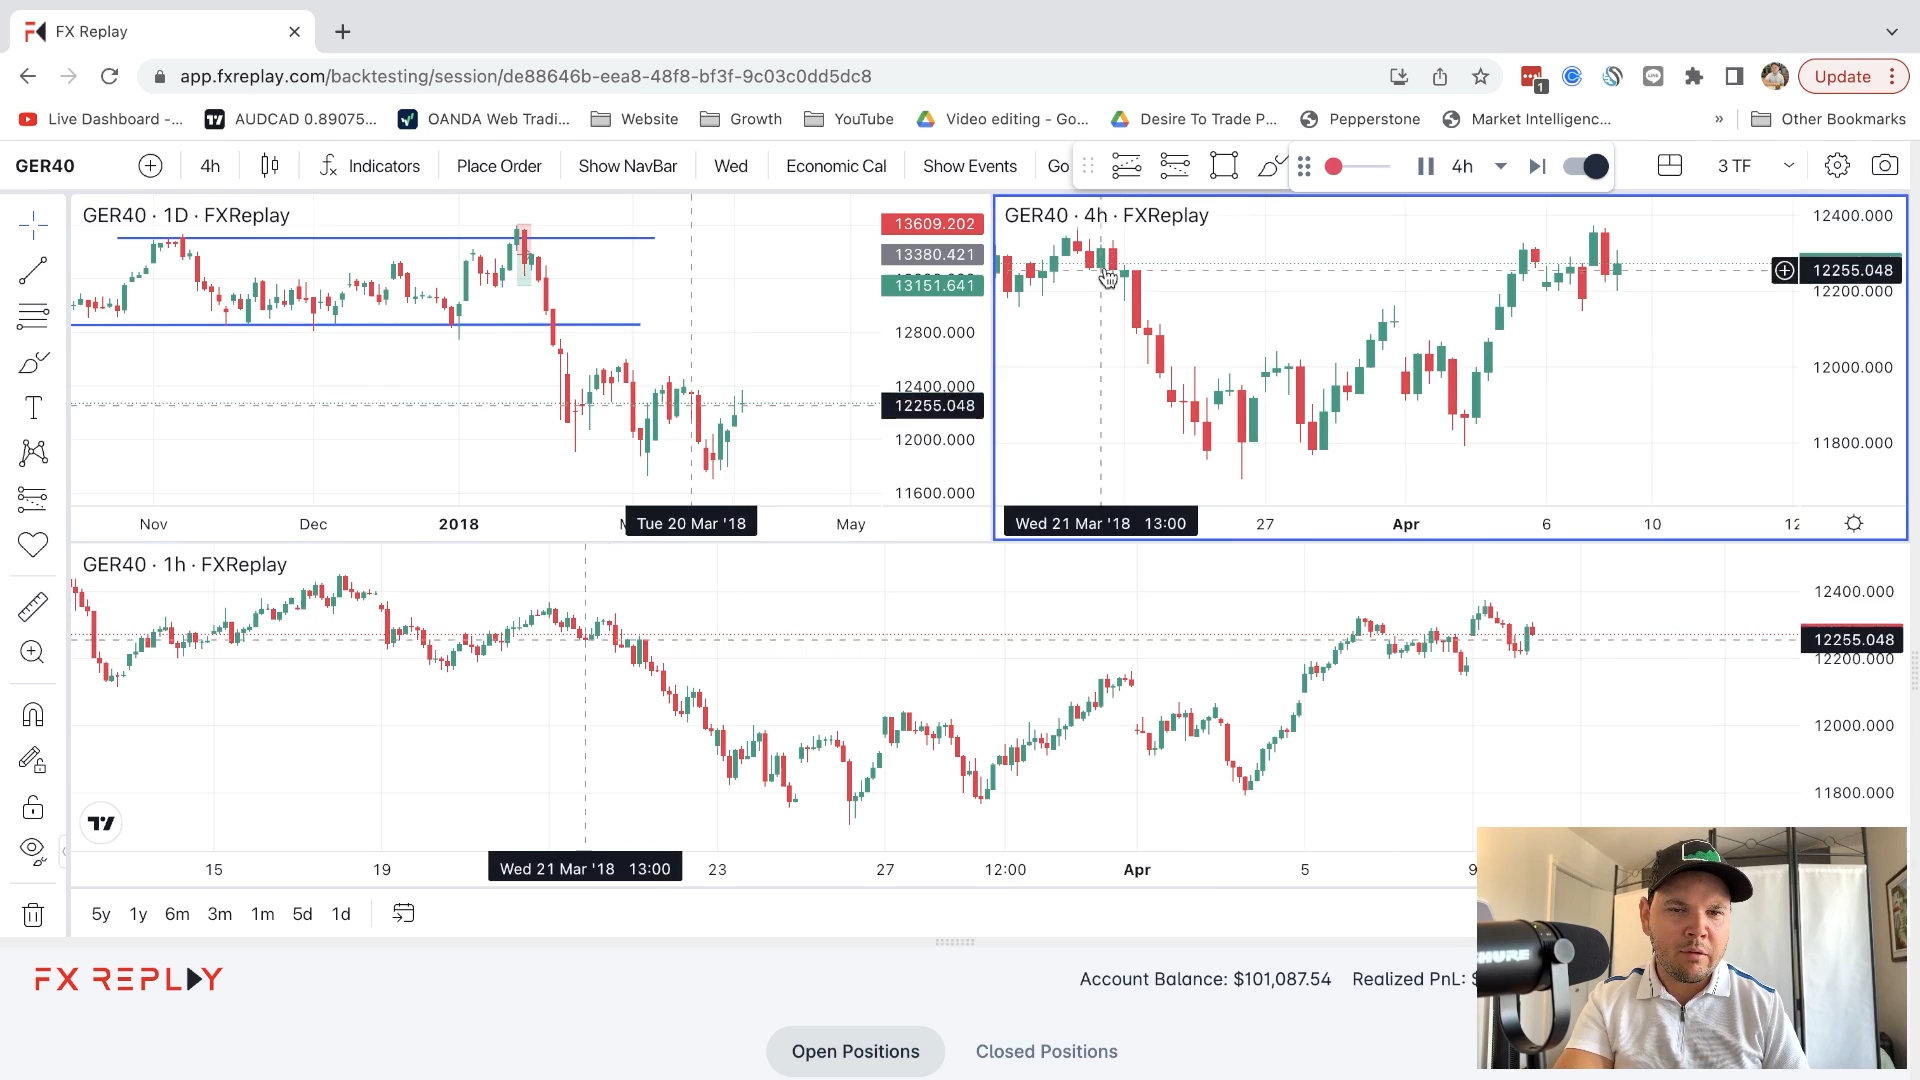 FX Replay
app.fxreplay.com/backtesting/session/de88646b-eea8-48f8-bf3f-9c03c0dd5dc8
1
Update
Live Dashboard -...
AUDCAD 0.89075...
OANDA Web Tradi...
Website
Growth
YouTube
Video editing - Go...
Desire To Trade P...
Pepperstone
Market Intelligenc...
»
Other Bookmarks
GER40
4h
Indicators
Place Order
Show NavBar
Wed
Economic Cal
Show Events
Go
4h
3 TF
GER40 · 1D · FXReplay
13609.202
13380.421
13151.641
12800.000
12400.000
12255.048
12000.000
11600.000
Nov
Dec
2018
Tue 20 Mar '18
May
GER40 · 4h · FXReplay
12400.000
12255.048
12200.000
12000.000
11800.000
Wed 21 Mar '18 13:00
27
Apr
6
10
12
GER40 · 1h · FXReplay
12400.000
12255.048
12200.000
12000.000
11800.000
15
19
Wed 21 Mar '18 13:00
23
27
12:00
Apr
5
9
5y
1y
6m
3m
1m
5d
1d
FX REPLAY
Account Balance: $101,087.54
Realized PnL:
Open Positions
Closed Positions